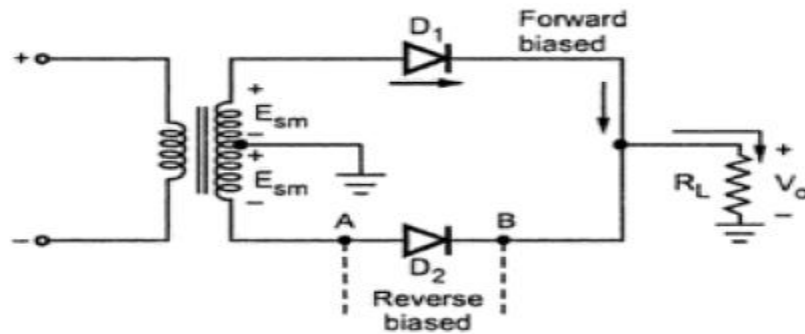 Forward
biased
D1
+
+
Esm
−
+
Esm
−
RL
+
Vo
−
−
A
B
D2
Reverse
biased